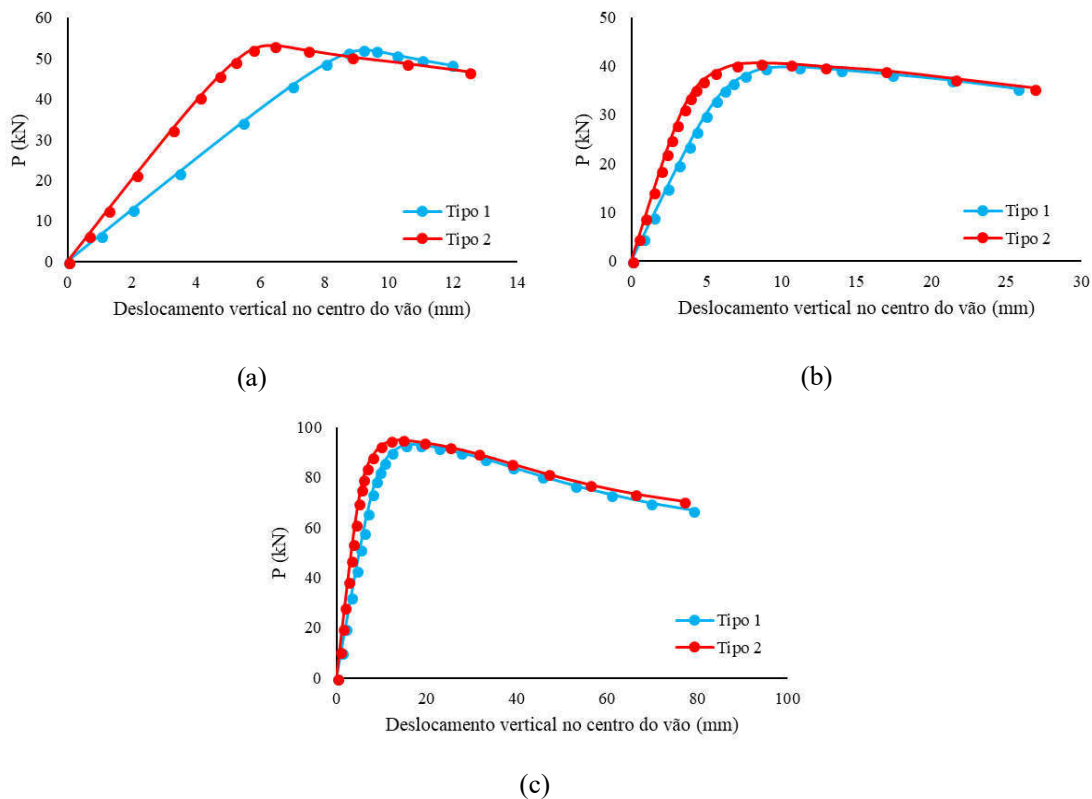 60
50
40
30
20
10
0
P (kN)
Tipo 1
Tipo 2
0 2 4 6 8 10 12 14
Deslocamento vertical no centro do vão (mm)
(a)
50
40
30
20
10
0
P (kN)
Tipo 1
Tipo 2
0 5 10 15 20 25 30
Deslocamento vertical no centro do vão (mm)
(b)
100
80
60
40
20
0
P (kN)
Tipo 1
Tipo 2
0 20 40 60 80 100
Deslocamento vertical no centro do vão (mm)
(c)